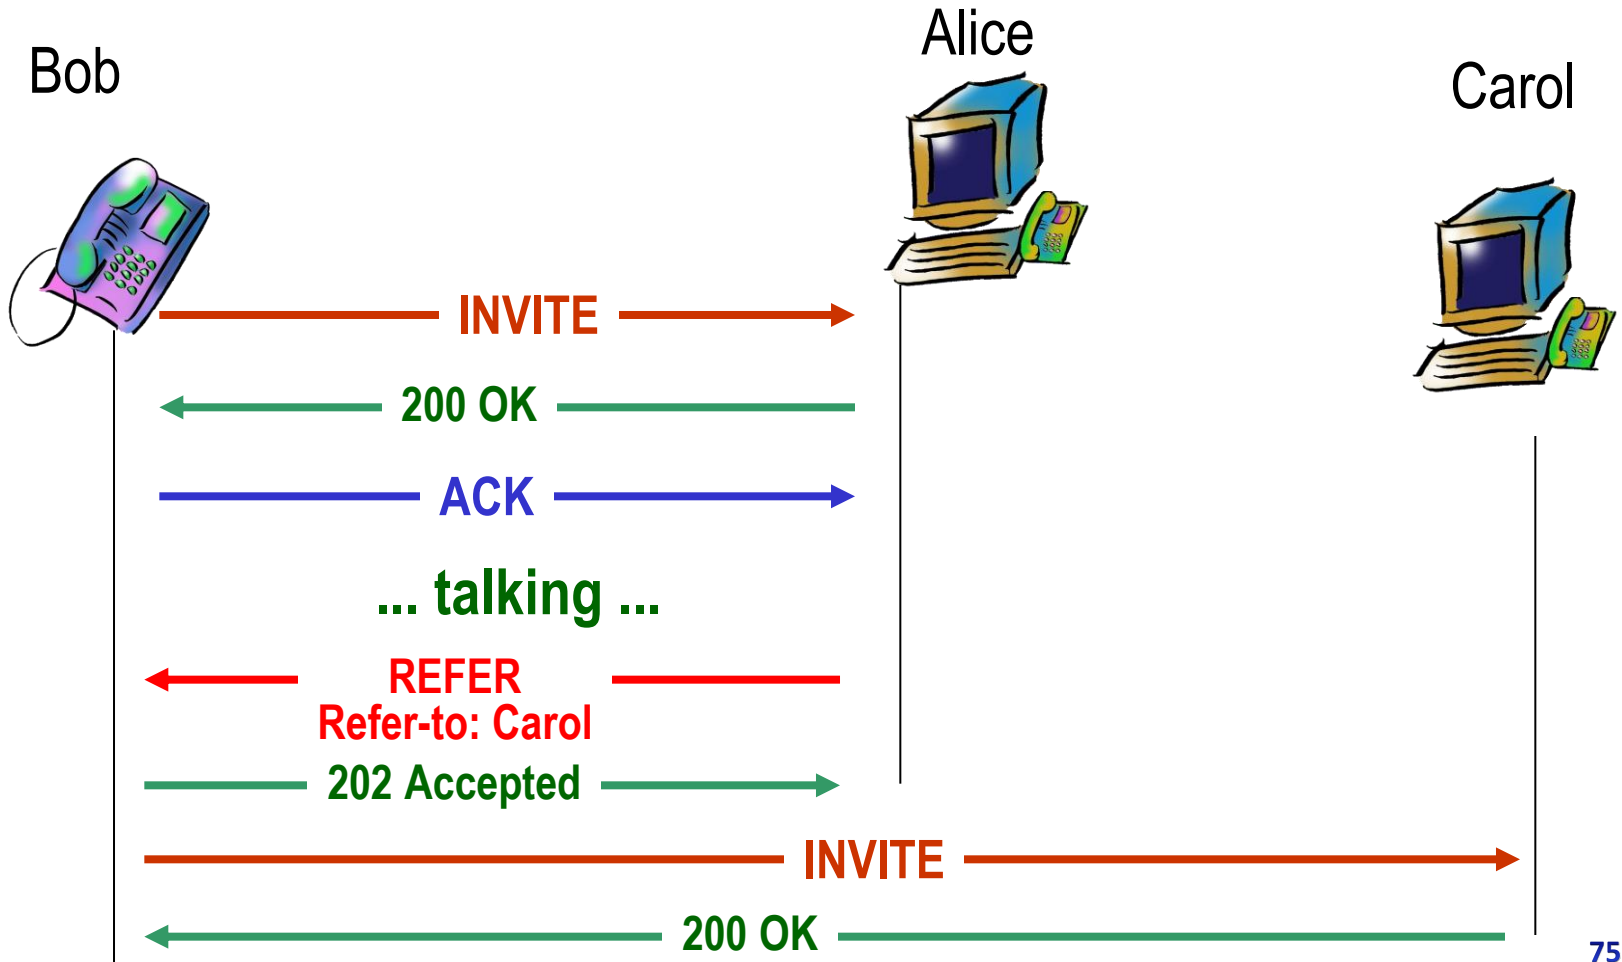 Bob
Alice
Carol
INVITE
200 OK
ACK
... talking ...
REFER
Refer-to: Carol
202 Accepted
INVITE
200 OK
75